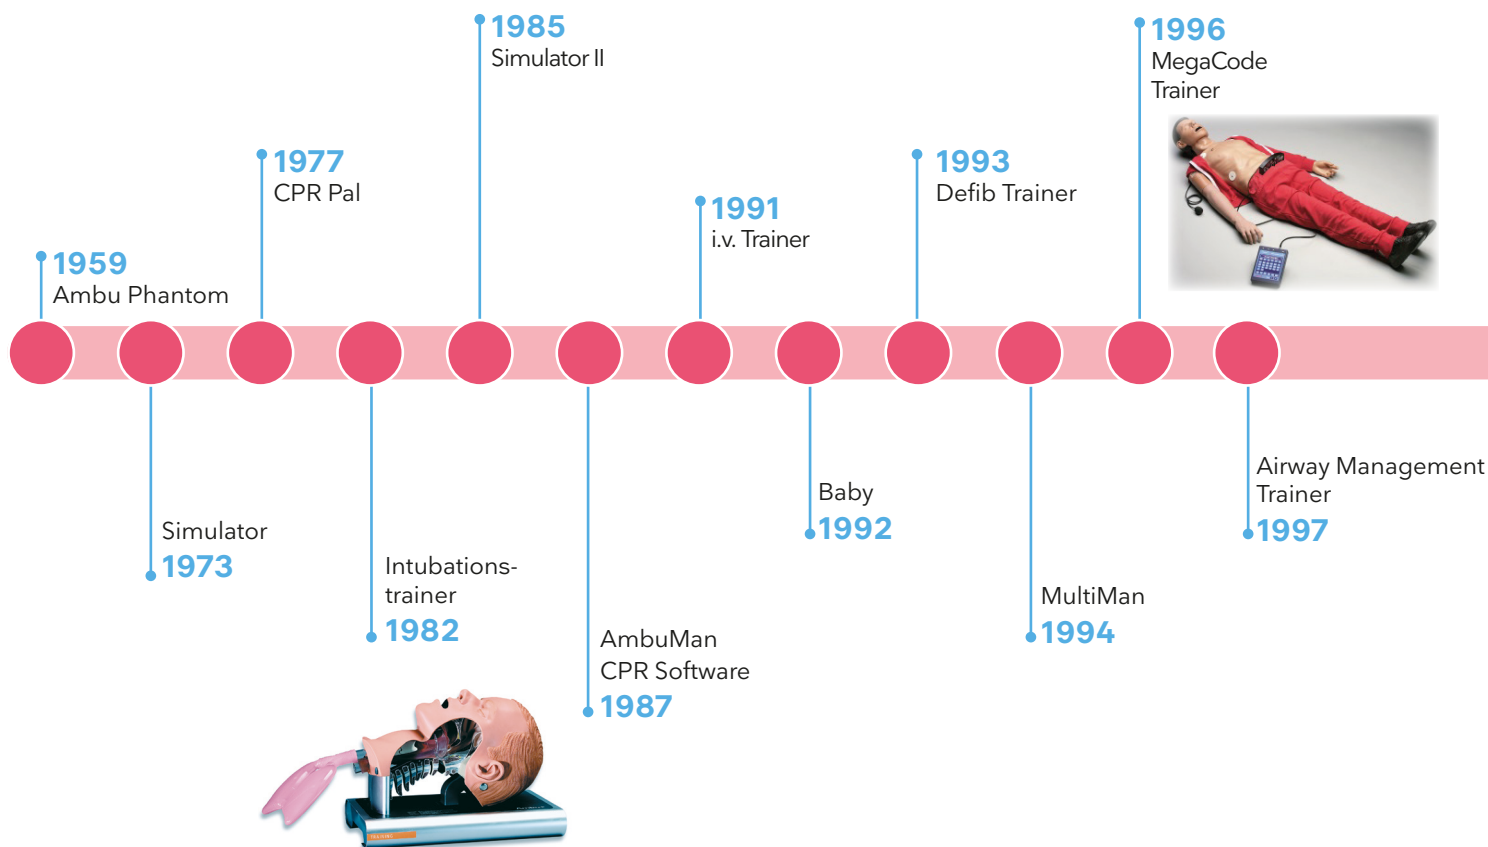 1959
Ambu Phantom
Simulator
1973
1977
CPR Pal
Intubations-
trainer
1982
1985
Simulator II
AmbuMan
CPR Software
1987
1991
i.v. Trainer
Baby
1992
1993
Defib Trainer
MultiMan
1994
1996
MegaCode
Trainer
Airway Management
Trainer
1997